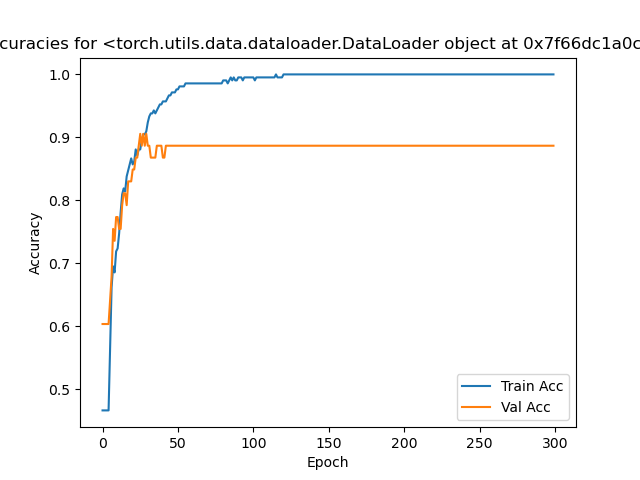 curacies for <torch.utils.data.dataloader.DataLoader object at 0x7f66dc1a0c
1.0
0.9
0.8
0.7
0.6
0.5
Accuracy
Train Acc
Val Acc
0 50 100 150 200 250 300
Epoch